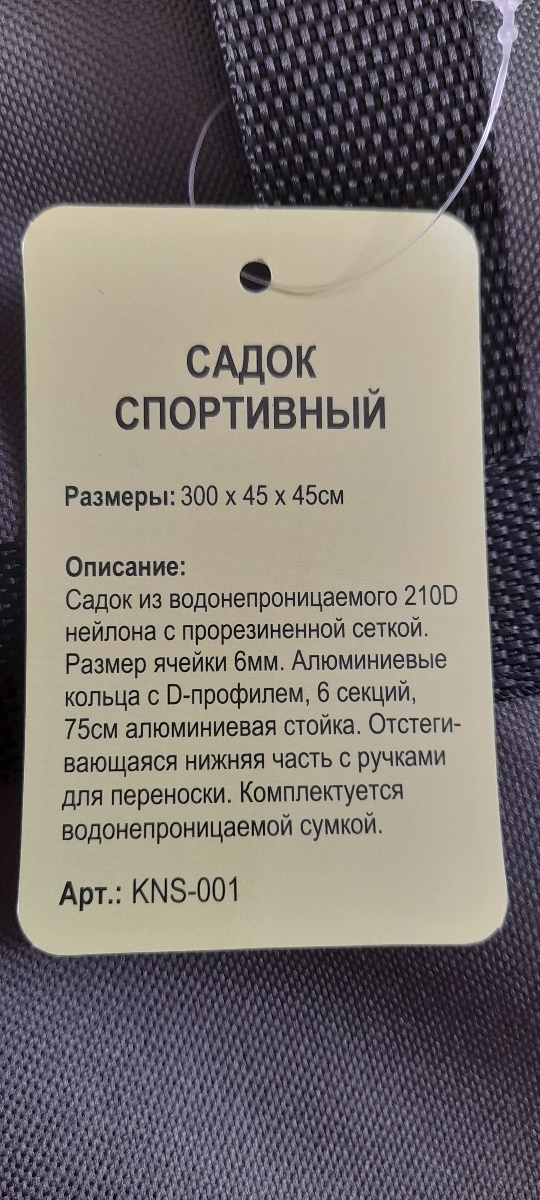 САДОК
СПОРТИВНЫЙ
Размеры: 300 х 45 х 45см
Описание:
Садок из водонепроницаемого 210D
нейлона с прорезиненной сеткой.
Размер ячейки 6мм. Алюминиевые
кольца с D-профилем, 6 секций,
75см алюминиевая стойка. Отстеги-
вающаяся нижняя часть с ручками
для переноски. Комплектуется
водонепроницаемой сумкой.
Арт.: KNS-001